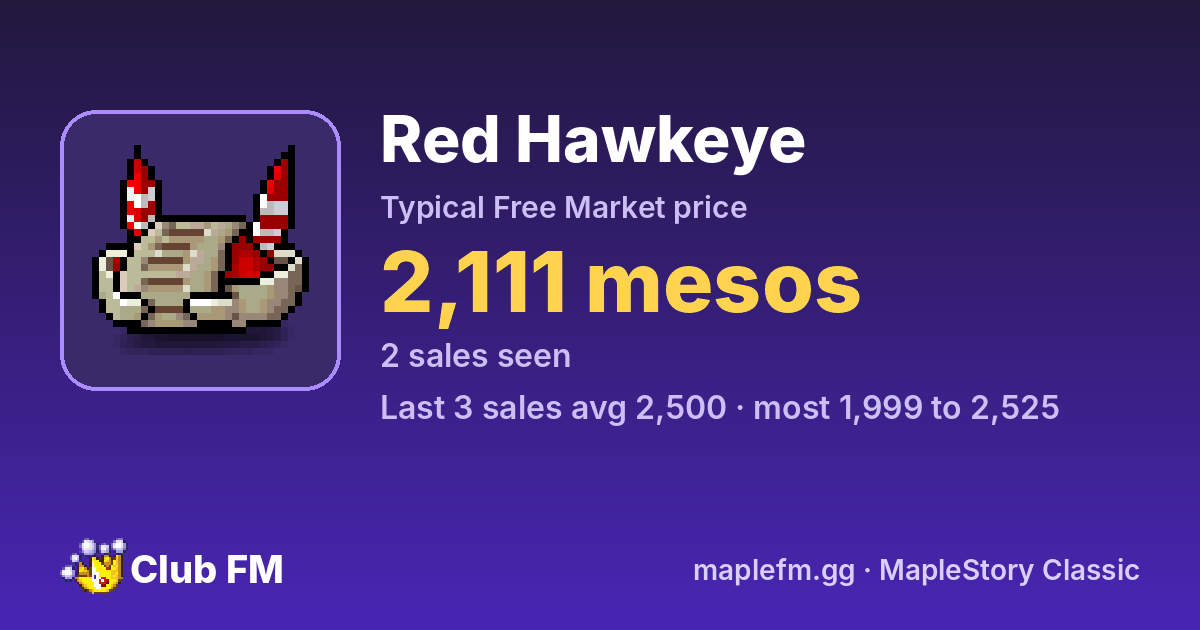 Red Hawkeye
Typical Free Market price
2,111 mesos
2 sales seen
Last 3 sales avg 2,500 · most 1,999 to 2,525
Club FM
maplefm.gg · MapleStory Classic